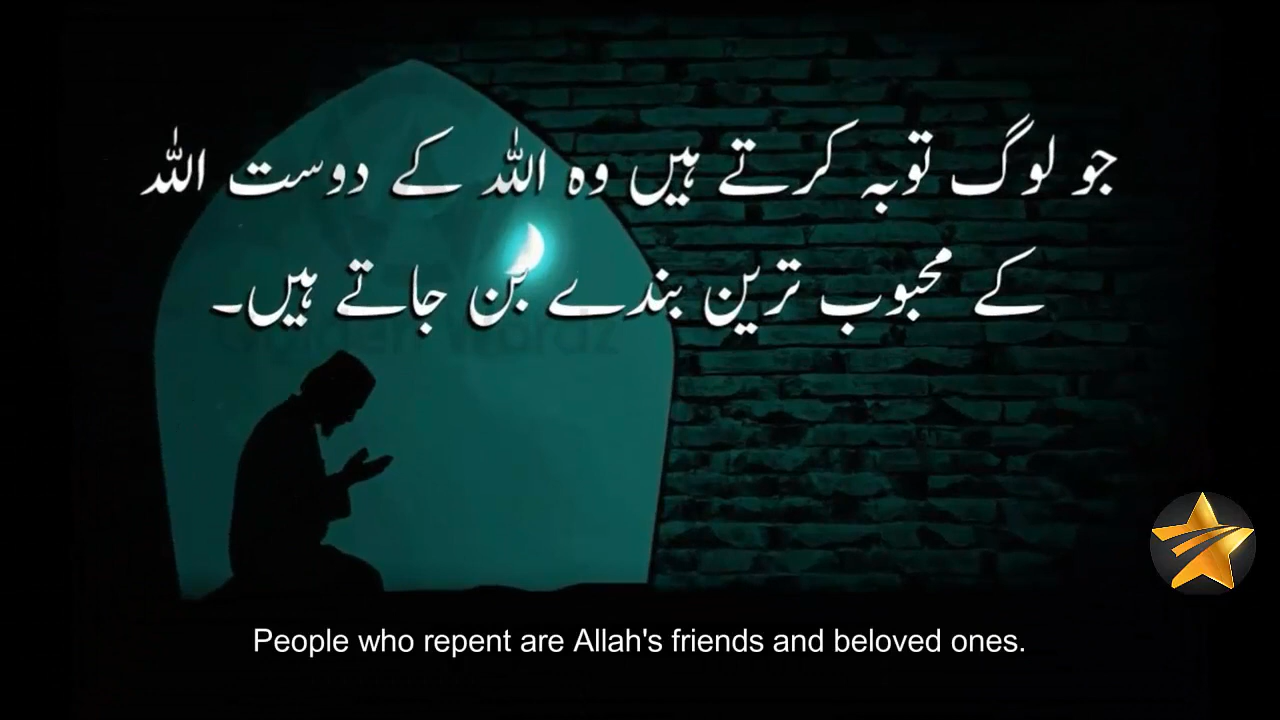 جو لوگ توبہ کرتے ہیں وہ اللہ کے دوست اللہ
کے محبوب ترین بندے بن جاتے ہیں۔
People who repent are Allah's friends and beloved ones.